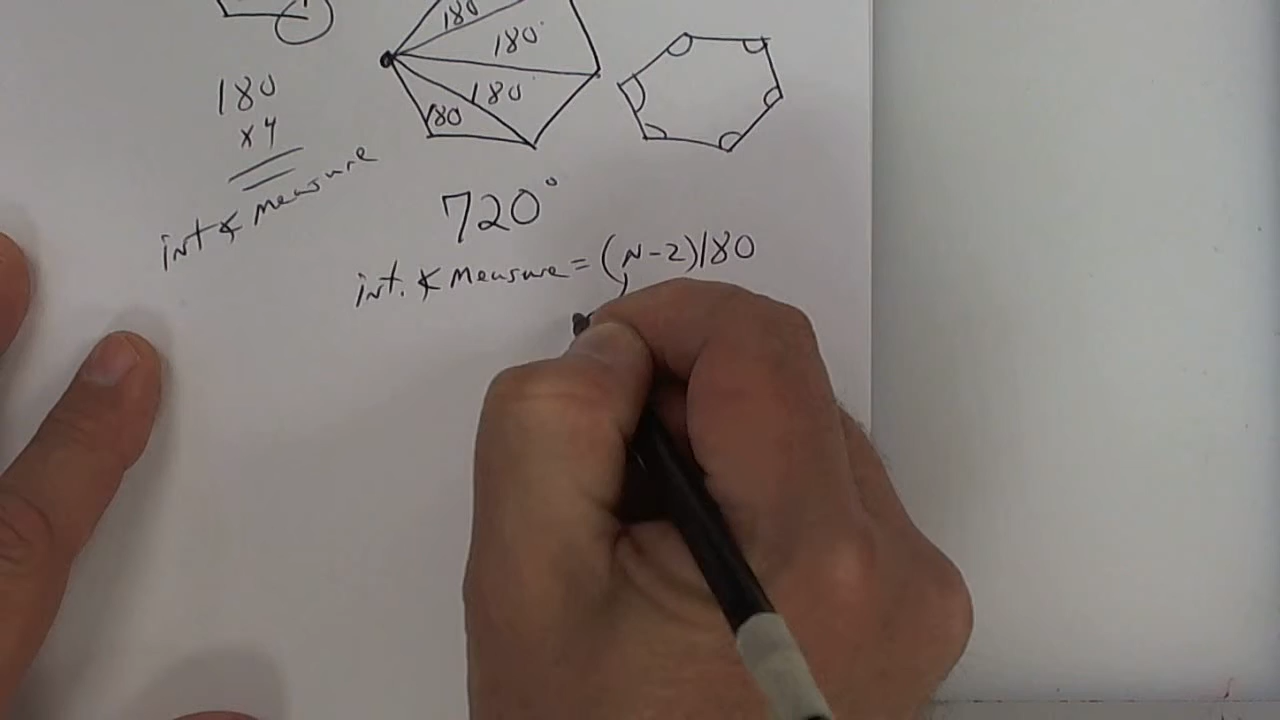 180
180°
180°
180
180
x 4
int ∢ measure
720°
int. ∢ Measure = (N-2)180